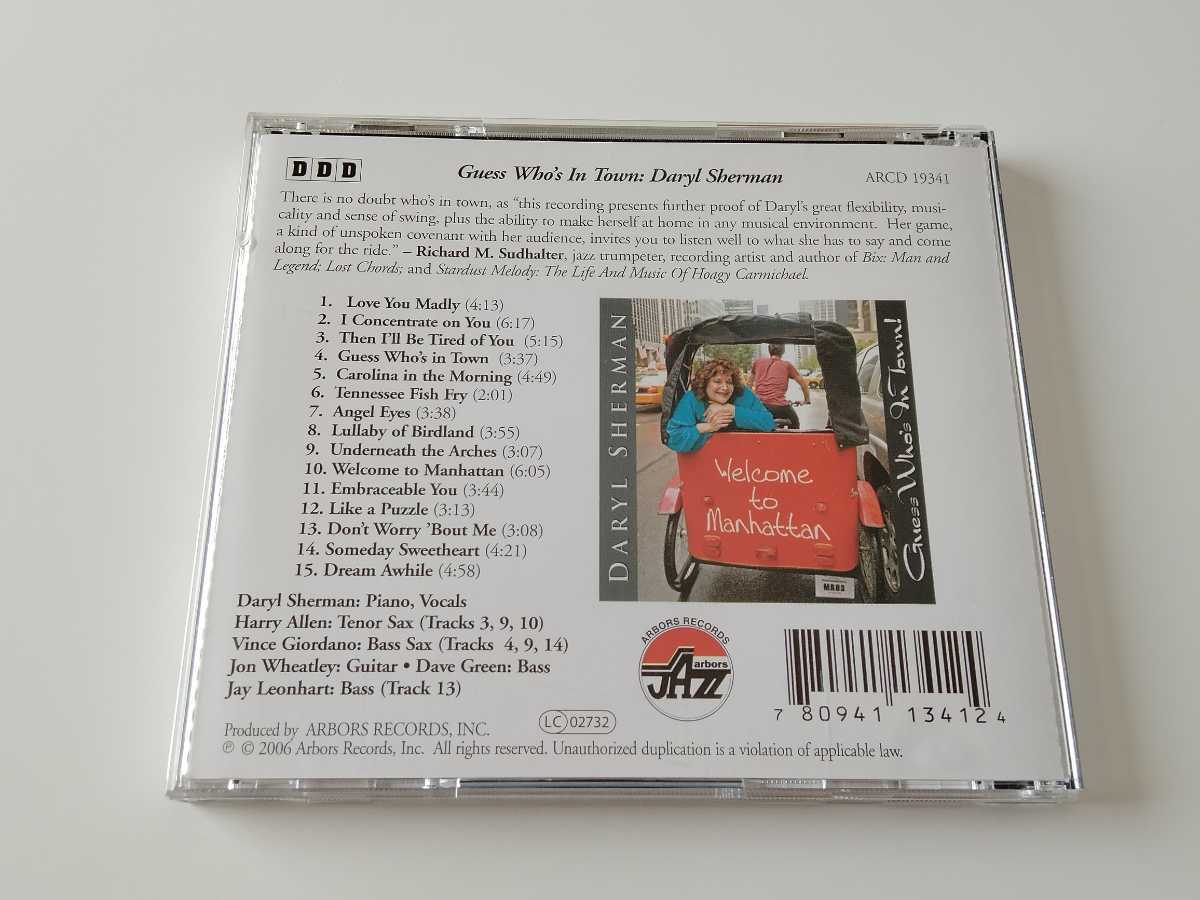 DDD
Guess Who's In Town: Daryl Sherman
ARCD 19341
There is no doubt who's in town, as "this recording presents further proof of Daryl's great flexibility, musi-
cality and sense of swing, plus the ability to make herself at home in any musical environment. Her game,
a kind of unspoken covenant with her audience, invites you to listen well to what she has to say and come
along for the ride." – Richard M. Sudhalter, jazz trumpeter, recording artist and author of Bix: Man and
Legend; Lost Chords; and Stardust Melody: The Life And Music Of Hoagy Carmichael.
1. Love You Madly (4:13)
2. I Concentrate on You (6:17)
3. Then I'll Be Tired of You (5:15)
4. Guess Who's in Town (3:37)
5. Carolina in the Morning (4:49)
6. Tennessee Fish Fry (2:01)
7. Angel Eyes (3:38)
8. Lullaby of Birdland (3:55)
9. Underneath the Arches (3:07)
10. Welcome to Manhattan (6:05)
11. Embraceable You (3:44)
12. Like a Puzzle (3:13)
13. Don't Worry 'Bout Me (3:08)
14. Someday Sweetheart (4:21)
15. Dream Awhile (4:58)
DARYL SHERMAN
Welcome
to
Manhattan
MA83
Guess Who's In Town!
Daryl Sherman: Piano, Vocals
Harry Allen: Tenor Sax (Tracks 3, 9, 10)
Vince Giordano: Bass Sax (Tracks 4, 9, 14)
Jon Wheatley: Guitar • Dave Green: Bass
Jay Leonhart: Bass (Track 13)
ARBORS RECORDS
arbors
JAZZ
7 80941 13412 4
Produced by ARBORS RECORDS, INC.
LC 02732
℗ © 2006 Arbors Records, Inc. All rights reserved. Unauthorized duplication is a violation of applicable law.